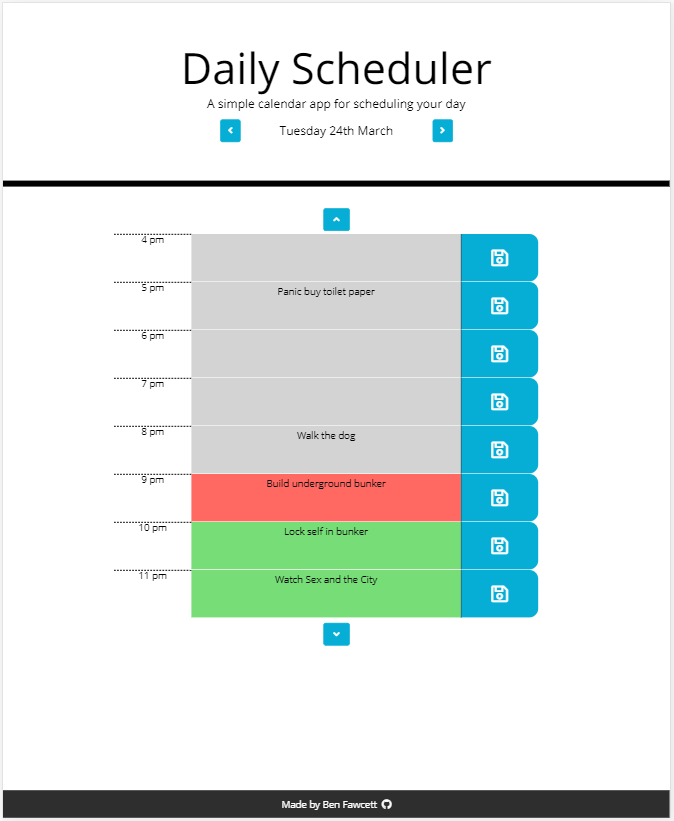 Daily Scheduler
A simple calendar app for scheduling your day
Tuesday 24th March
4 pm
5 pm
Panic buy toilet paper
6 pm
7 pm
8 pm
Walk the dog
9 pm
Build underground bunker
10 pm
Lock self in bunker
11 pm
Watch Sex and the City
Made by Ben Fawcett